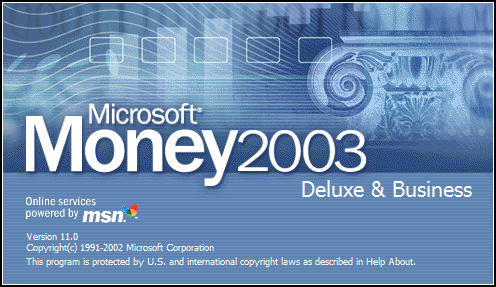 Microsoft®
Money2003
Deluxe & Business
Online services
powered by msn
Version 11.0
Copyright(c) 1991-2002 Microsoft Corporation
This program is protected by U.S. and international copyright laws as described in Help About.